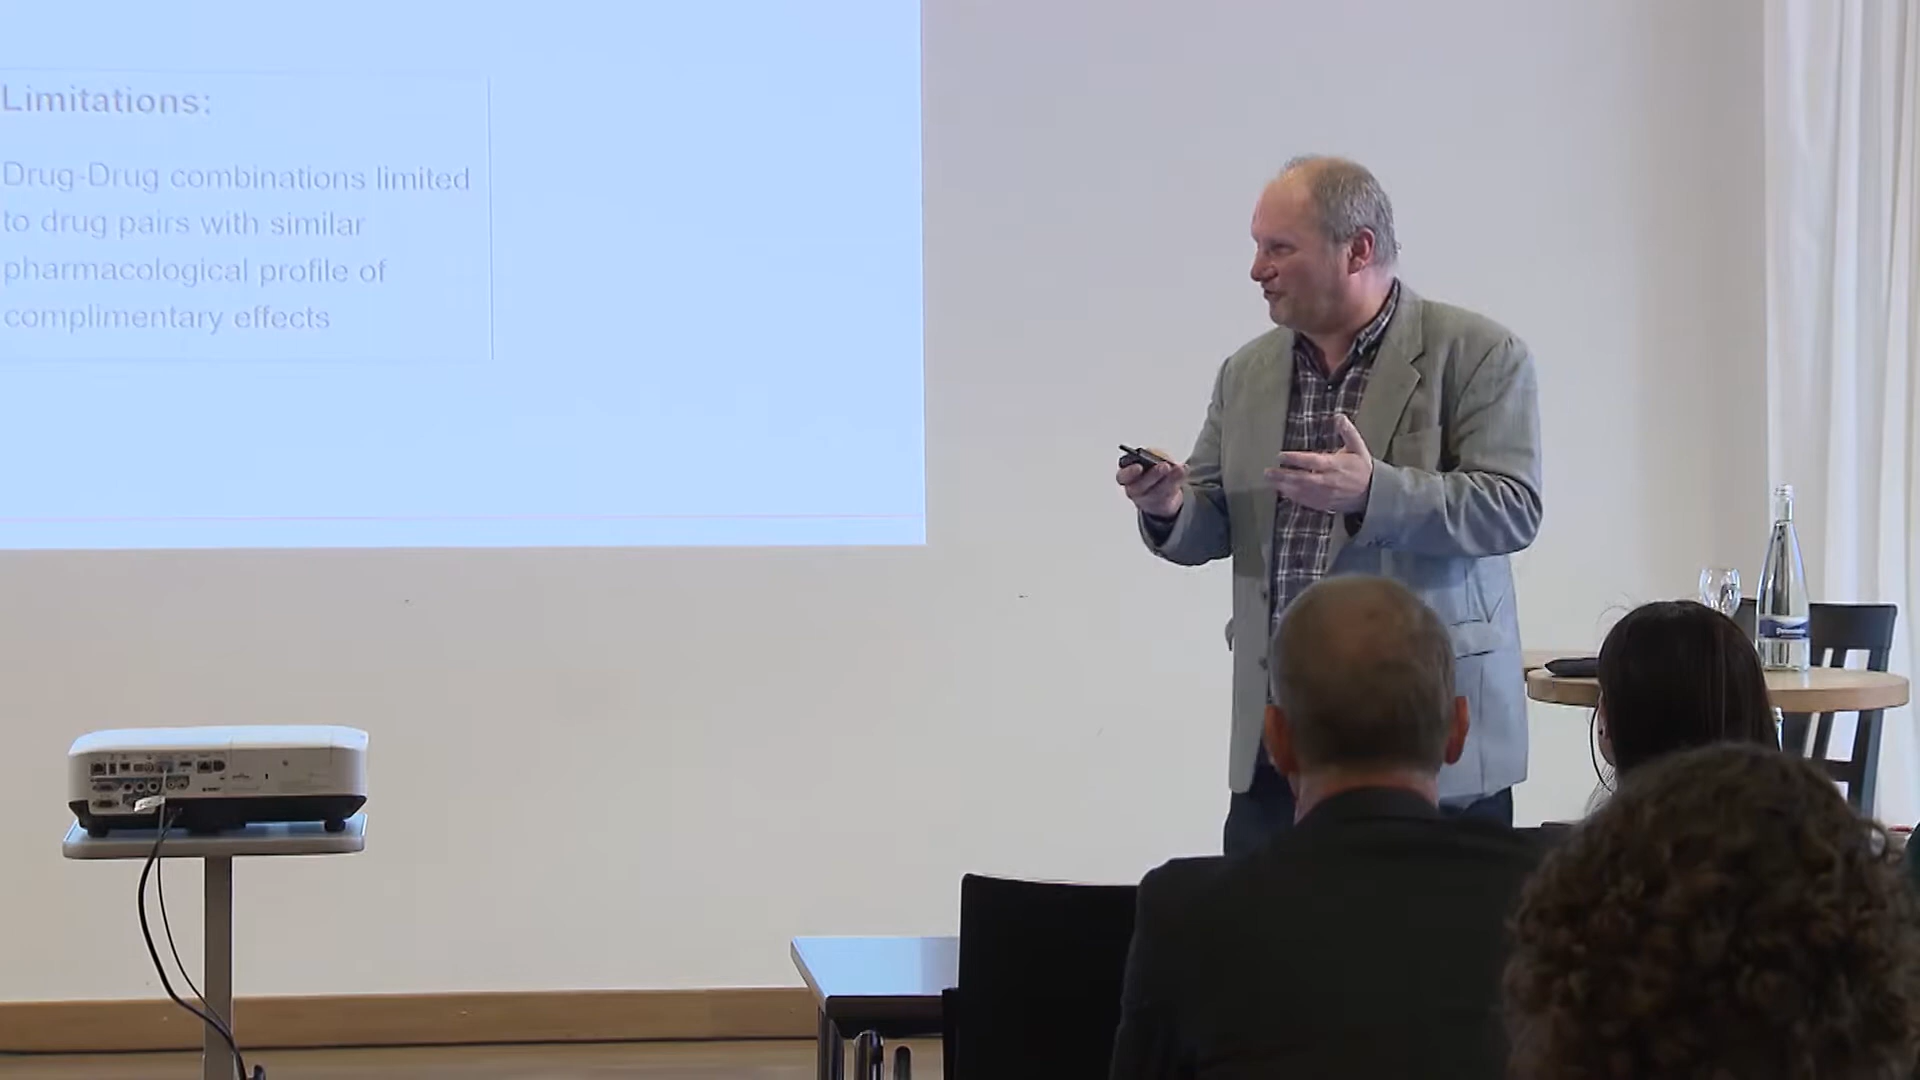 Limitations:
Drug-Drug combinations limited
to drug pairs with similar
pharmacological profile of
complimentary effects